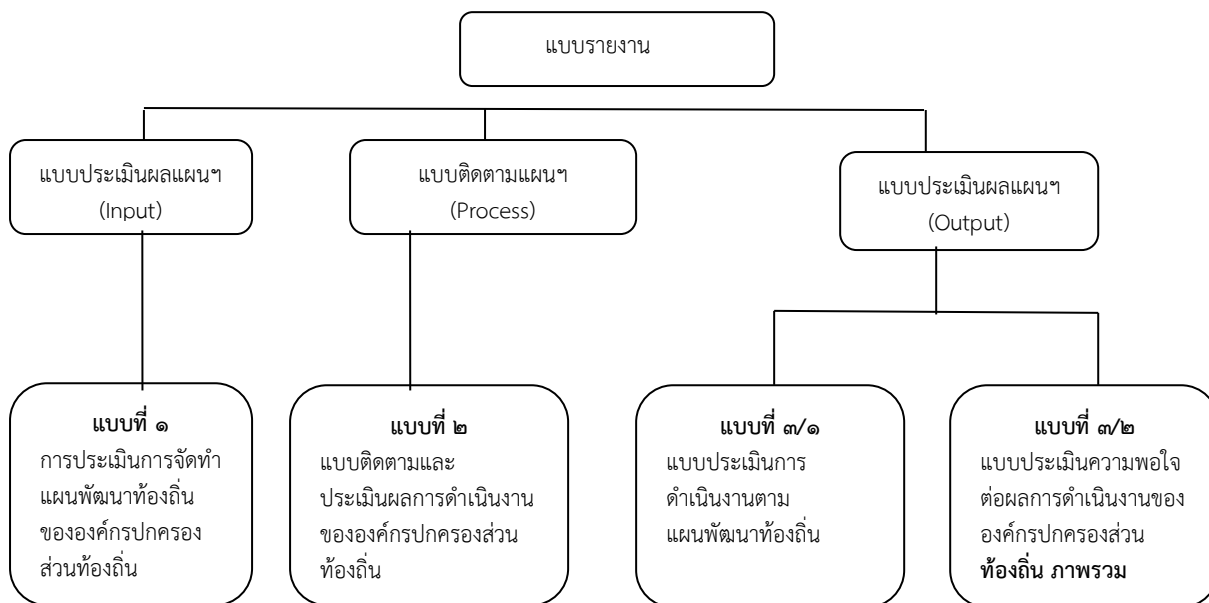 แบบรายงาน
แบบประเมินผลแผนฯ
(Input)
แบบติดตามแผนฯ
(Process)
แบบประเมินผลแผนฯ
(Output)
แบบที่ ๑
การประเมินการจัดทำ
แผนพัฒนาท้องถิ่น
ขององค์กรปกครอง
ส่วนท้องถิ่น
แบบที่ ๒
แบบติดตามและ
ประเมินผลการดำเนินงาน
ขององค์กรปกครองส่วน
ท้องถิ่น
แบบที่ ๓/๑
แบบประเมินการ
ดำเนินงานตาม
แผนพัฒนาท้องถิ่น
แบบที่ ๓/๒
แบบประเมินความพอใจ
ต่อผลการดำเนินงานของ
องค์กรปกครองส่วน
ท้องถิ่น ภาพรวม